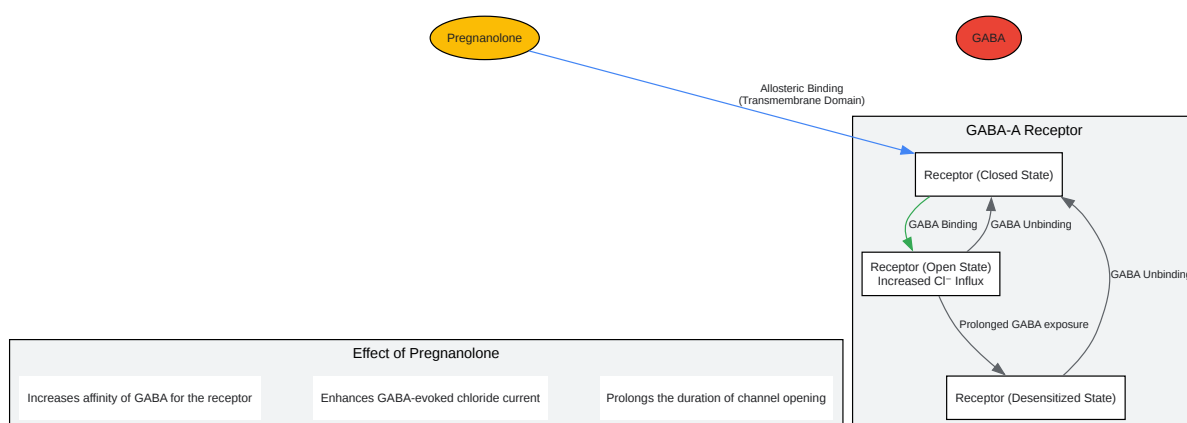 Pregnanolone
GABA
Allosteric Binding
(Transmembrane Domain)
GABA-A Receptor
Receptor (Closed State)
GABA Binding
GABA Unbinding
Receptor (Open State)
Increased Cl⁻ Influx
GABA Unbinding
Prolonged GABA exposure
Receptor (Desensitized State)
Effect of Pregnanolone
Increases affinity of GABA for the receptor
Enhances GABA-evoked chloride current
Prolongs the duration of channel opening